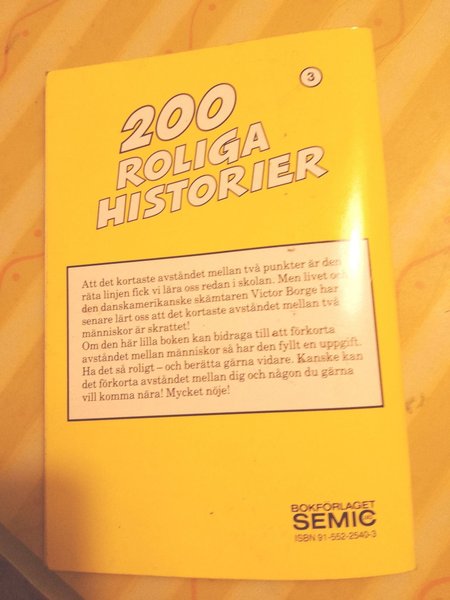 3
200
ROLIGA
HISTORIER
Att det kortaste avståndet mellan två punkter är den
räta linjen fick vi lära oss redan i skolan. Men livet och
den danskamerikanske skämtaren Victor Borge har
senare lärt oss att det kortaste avståndet mellan två
människor är skrattet!
Om den här lilla boken kan bidraga till att förkorta
avståndet mellan människor så har den fyllt en uppgift.
Ha det så roligt – och berätta gärna vidare. Kanske kan
det förkorta avståndet mellan dig och någon du gärna
vill komma nära! Mycket nöje!
BOKFÖRLAGET
SEMIC
ISBN 91-552-2540-3